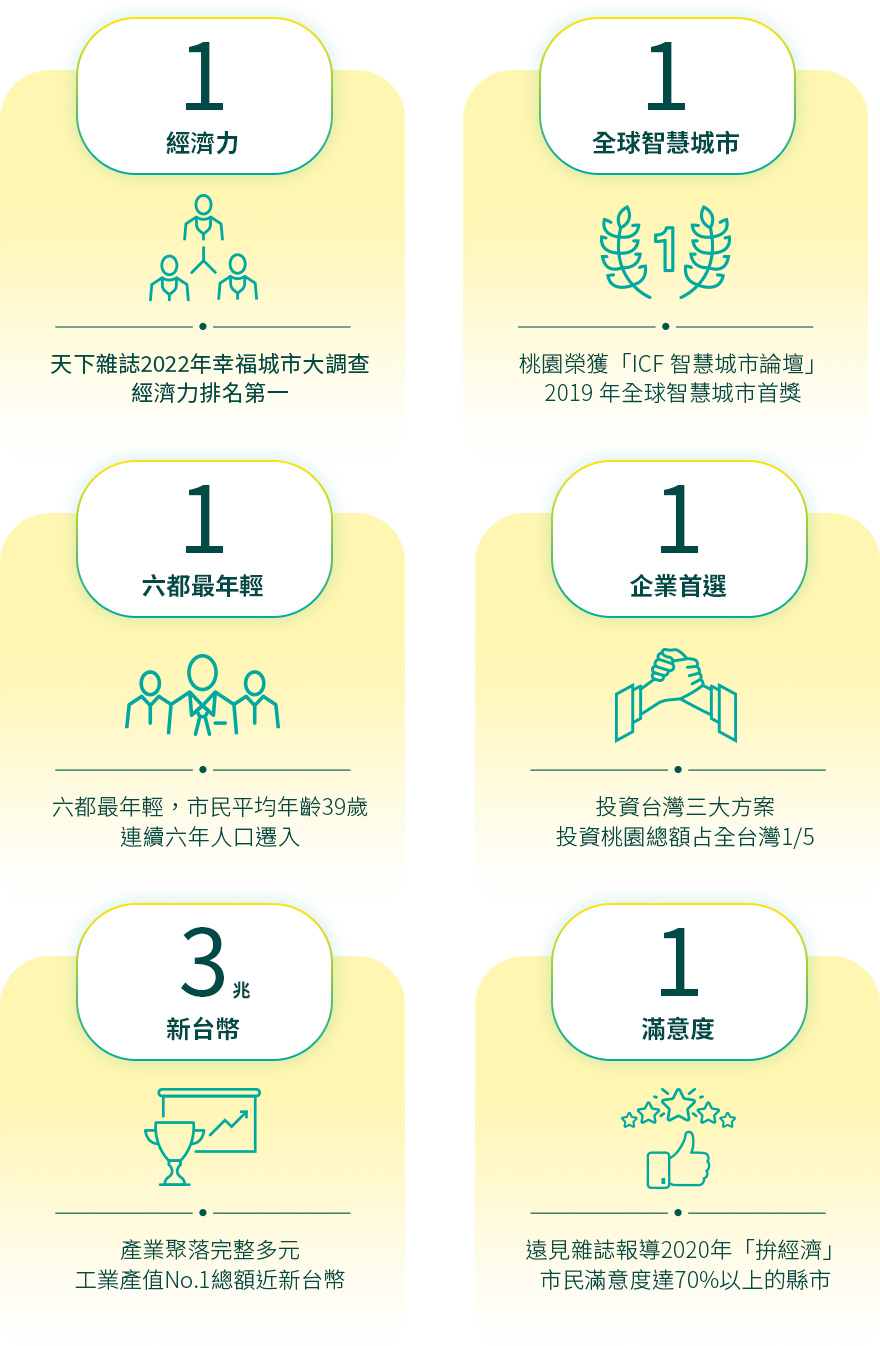 1
經濟力
天下雜誌2022年幸福城市大調查
經濟力排名第一
1
全球智慧城市
1
桃園榮獲「ICF 智慧城市論壇」
2019 年全球智慧城市首獎
1
六都最年輕
六都最年輕，市民平均年齡39歲
連續六年人口遷入
1
企業首選
投資台灣三大方案
投資桃園總額占全台灣1/5
3兆
新台幣
產業聚落完整多元
工業產值No.1總額近新台幣
1
滿意度
遠見雜誌報導2020年「拚經濟」
市民滿意度達70%以上的縣市